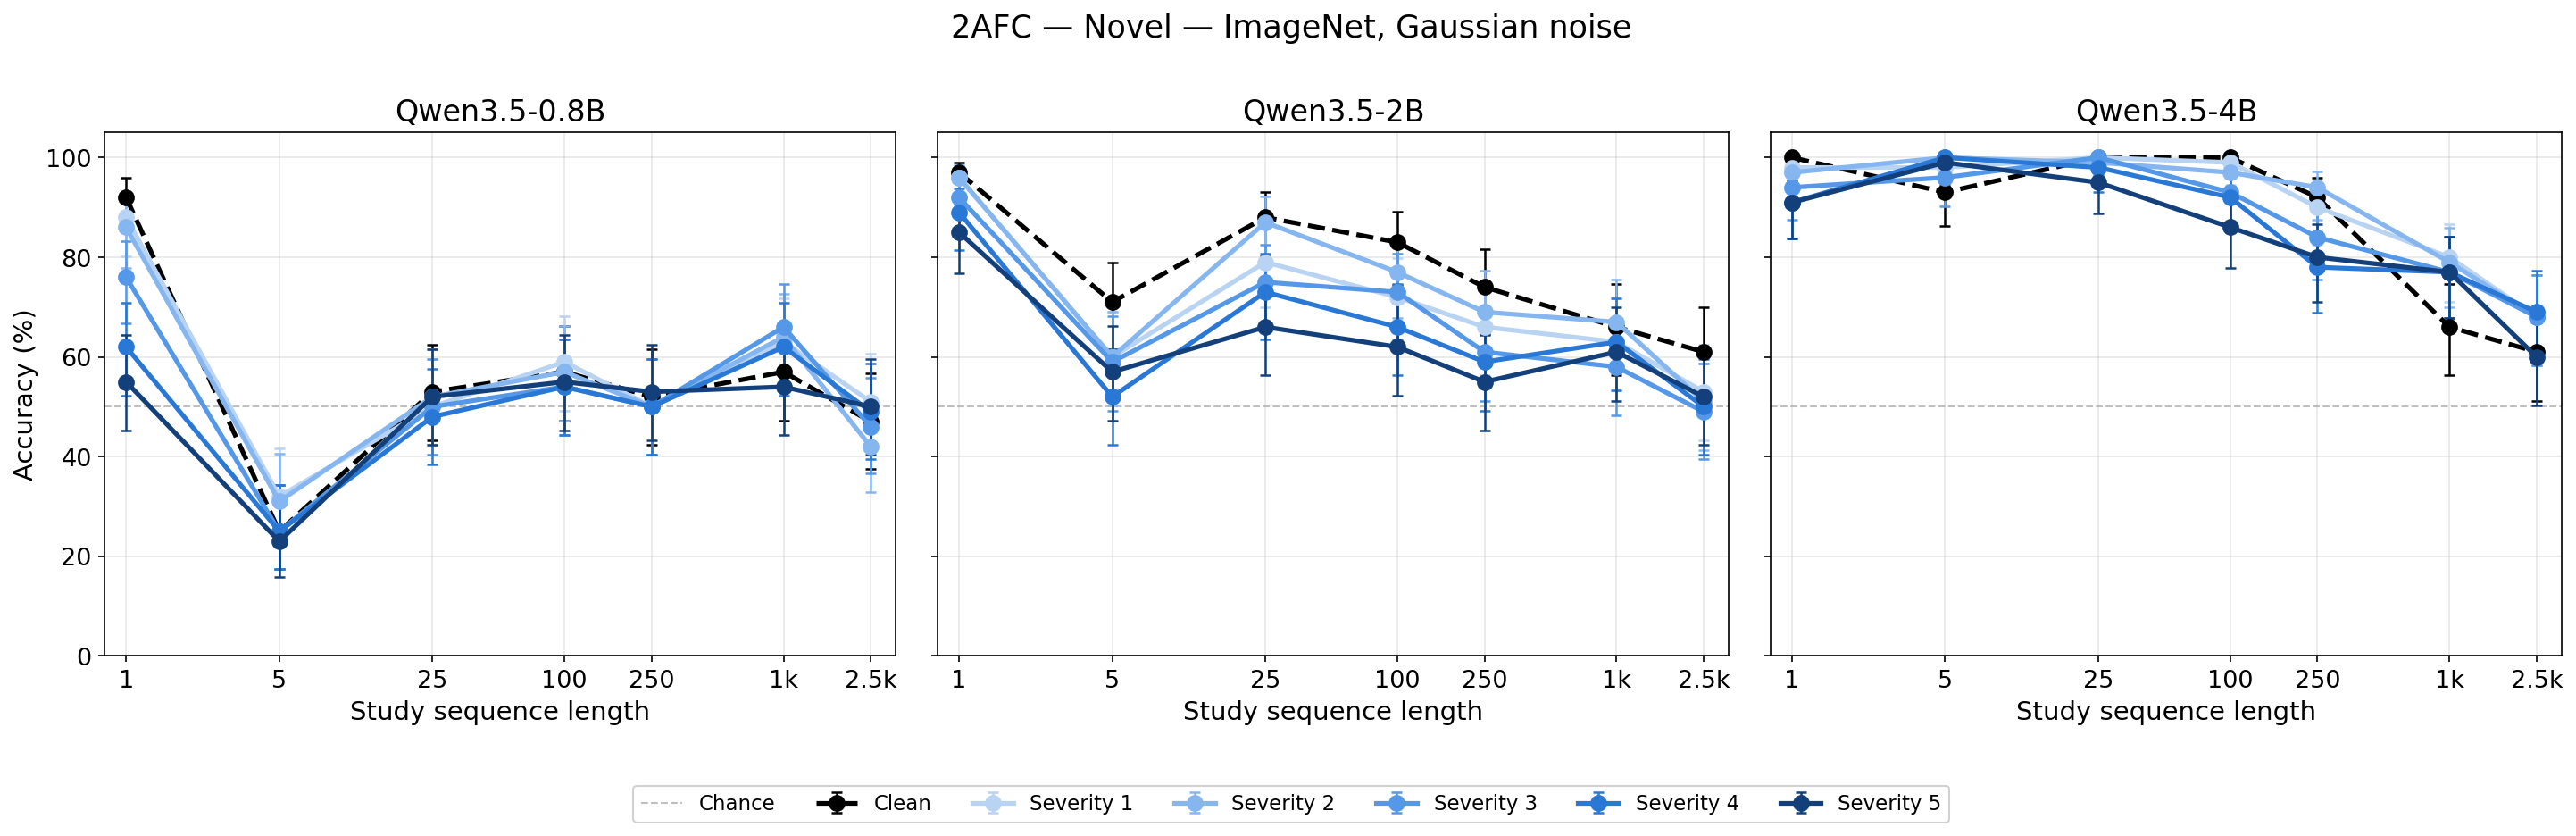 2AFC — Novel — ImageNet, Gaussian noise
Qwen3.5-0.8B
Qwen3.5-2B
Qwen3.5-4B
Accuracy (%)
100
80
60
40
20
0
1 5 25 100 250 1k 2.5k
1 5 25 100 250 1k 2.5k
1 5 25 100 250 1k 2.5k
Study sequence length
Study sequence length
Study sequence length
Chance Clean Severity 1 Severity 2 Severity 3 Severity 4 Severity 5